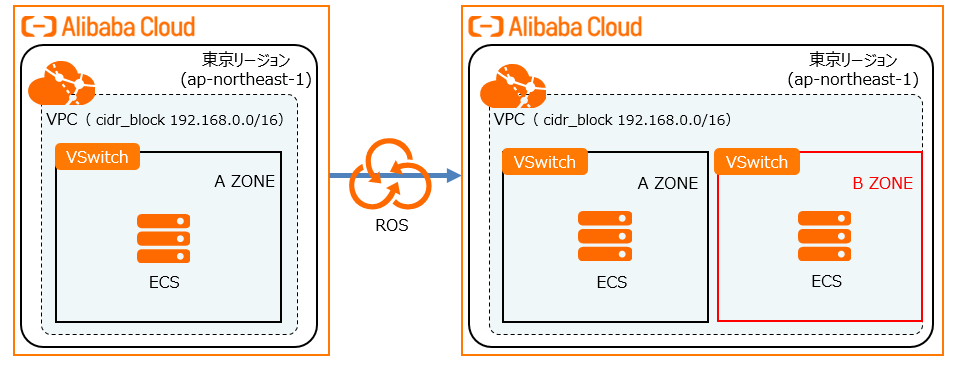 Alibaba Cloud
東京リージョン
(ap-northeast-1)
VPC（ cidr_block 192.168.0.0/16）
VSwitch
A ZONE
ECS
ROS
Alibaba Cloud
東京リージョン
(ap-northeast-1)
VPC（ cidr_block 192.168.0.0/16）
VSwitch
A ZONE
ECS
VSwitch
B ZONE
ECS